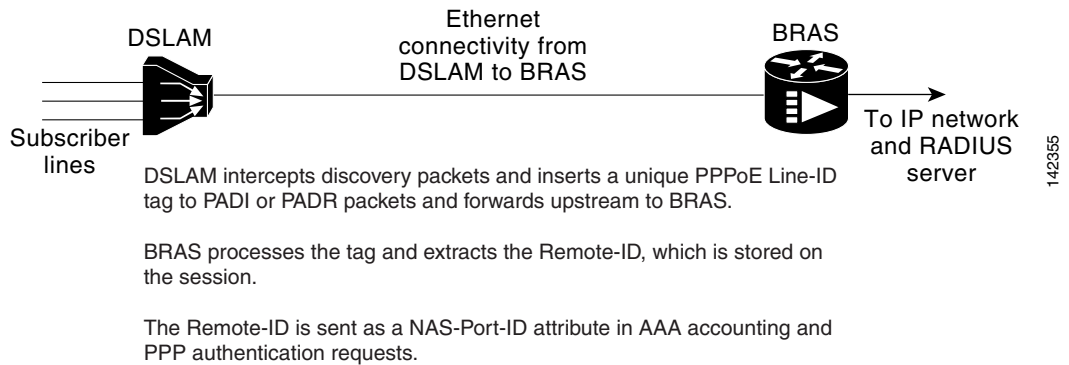 DSLAM
Ethernet
connectivity from
DSLAM to BRAS
BRAS
Subscriber
lines
To IP network
and RADIUS
server
142355
DSLAM intercepts discovery packets and inserts a unique PPPoE Line-ID
tag to PADI or PADR packets and forwards upstream to BRAS.
BRAS processes the tag and extracts the Remote-ID, which is stored on
the session.
The Remote-ID is sent as a NAS-Port-ID attribute in AAA accounting and
PPP authentication requests.